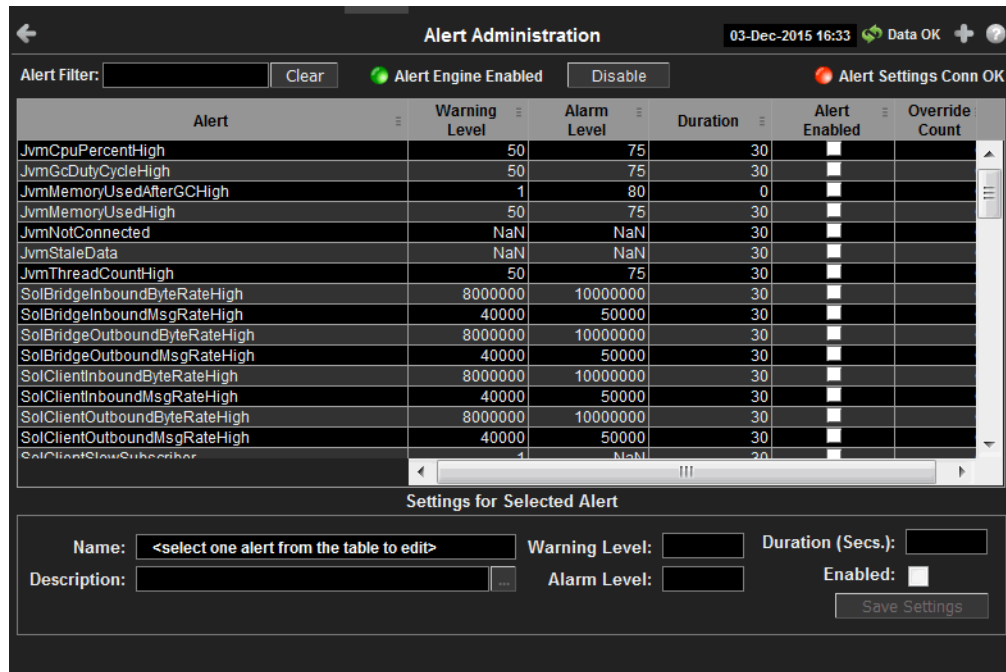 Alert Administration 03-Dec-2015 16:33 Data OK
Alert Filter: Clear Alert Engine Enabled Disable Alert Settings Conn OK
Alert Warning Level Alarm Level Duration Alert Enabled Override Count
JvmCpuPercentHigh 50 75 30
JvmGcDutyCycleHigh 50 75 30
JvmMemoryUsedAfterGCHigh 1 80 0
JvmMemoryUsedHigh 50 75 30
JvmNotConnected NaN NaN 30
JvmStaleData NaN NaN 30
JvmThreadCountHigh 50 75 30
SolBridgeInboundByteRateHigh 8000000 10000000 30
SolBridgeInboundMsgRateHigh 40000 50000 30
SolBridgeOutboundByteRateHigh 8000000 10000000 30
SolBridgeOutboundMsgRateHigh 40000 50000 30
SolClientInboundByteRateHigh 8000000 10000000 30
SolClientInboundMsgRateHigh 40000 50000 30
SolClientOutboundByteRateHigh 8000000 10000000 30
SolClientOutboundMsgRateHigh 40000 50000 30
SolClientSlowSubscriber 1 NaN 30
Settings for Selected Alert
Name: <select one alert from the table to edit> Warning Level: Duration (Secs.):
Description: ... Alarm Level: Enabled:
Save Settings